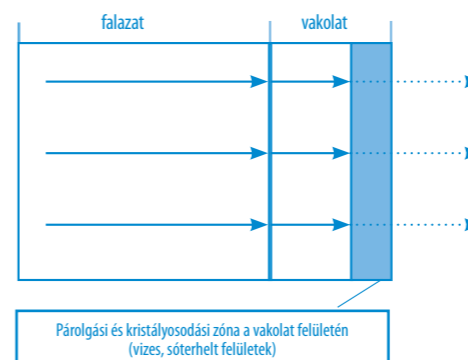 falazat vakolat
Párolgási és kristályosodási zóna a vakolat felületén
(vizes, sóterhelt felületek)